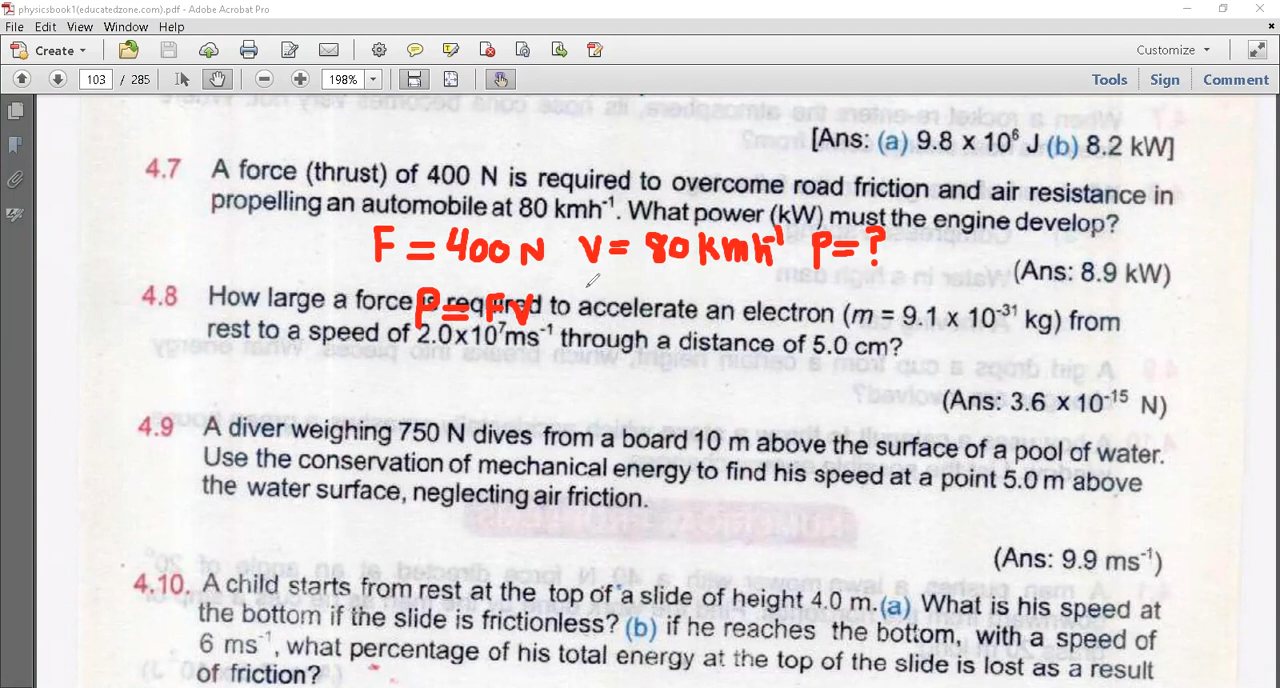 physicsbook1(educatedzone.com).pdf - Adobe Acrobat Pro
File Edit View Window Help
Create Customize
103 / 285 198% Tools Sign Comment
[Ans: (a) 9.8 x 10⁶ J (b) 8.2 kW]
4.7 A force (thrust) of 400 N is required to overcome road friction and air resistance in
propelling an automobile at 80 kmh⁻¹. What power (kW) must the engine develop?
F = 400 N V = 80 kmh⁻¹ P = ?
(Ans: 8.9 kW)
4.8 How large a force is required to accelerate an electron (m = 9.1 x 10⁻³¹ kg) from
P = FV
rest to a speed of 2.0x10⁷ms⁻¹ through a distance of 5.0 cm?
(Ans: 3.6 x 10⁻¹⁵ N)
4.9 A diver weighing 750 N dives from a board 10 m above the surface of a pool of water.
Use the conservation of mechanical energy to find his speed at a point 5.0 m above
the water surface, neglecting air friction.
(Ans: 9.9 ms⁻¹)
4.10. A child starts from rest at the top of a slide of height 4.0 m. (a) What is his speed at
the bottom if the slide is frictionless? (b) if he reaches the bottom, with a speed of
6 ms⁻¹, what percentage of his total energy at the top of the slide is lost as a result
of friction?